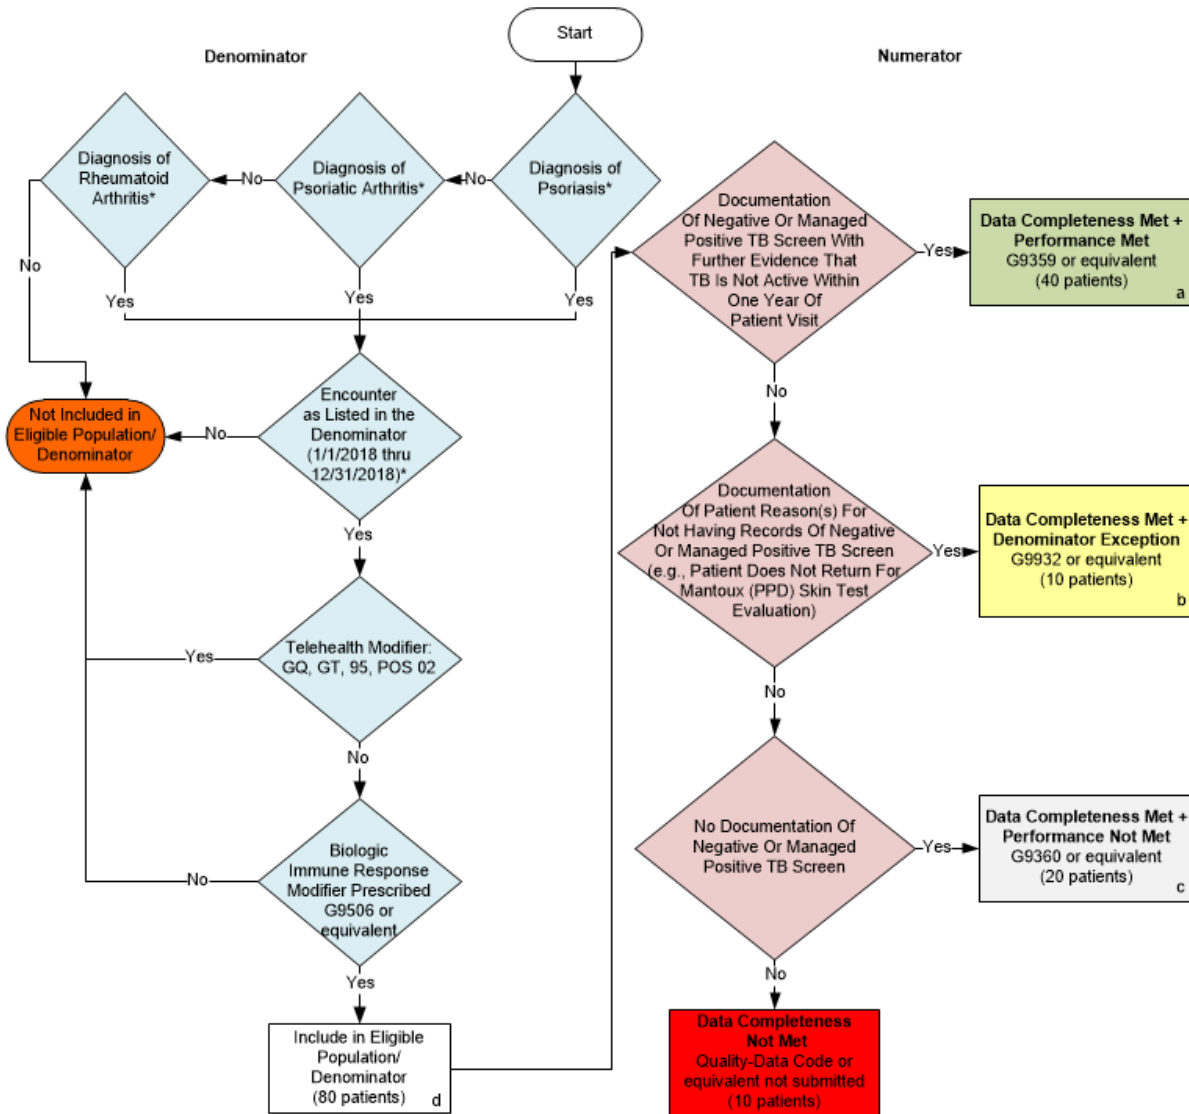 Start
Denominator
Numerator
Diagnosis of
Rheumatoid
Arthritis*
No
Diagnosis of
Psoriatic Arthritis*
No
Diagnosis of
Psoriasis*
No
Yes
Yes
Yes
Encounter
as Listed in the
Denominator
(1/1/2018 thru
12/31/2018)*
No
Not Included in
Eligible Population/
Denominator
Yes
Telehealth Modifier:
GQ, GT, 95, POS 02
Yes
No
Biologic
Immune Response
Modifier Prescribed
G9506 or
equivalent
No
Yes
Include in Eligible
Population/
Denominator
(80 patients)
d
Documentation
Of Negative Or Managed
Positive TB Screen With
Further Evidence That
TB Is Not Active Within
One Year Of
Patient Visit
Yes
Data Completeness Met +
Performance Met
G9359 or equivalent
(40 patients)
a
No
Documentation
Of Patient Reason(s) For
Not Having Records Of Negative
Or Managed Positive TB Screen
(e.g., Patient Does Not Return For
Mantoux (PPD) Skin Test
Evaluation)
Yes
Data Completeness Met +
Denominator Exception
G9932 or equivalent
(10 patients)
b
No
No Documentation Of
Negative Or Managed
Positive TB Screen
Yes
Data Completeness Met +
Performance Not Met
G9360 or equivalent
(20 patients)
c
No
Data Completeness
Not Met
Quality-Data Code or
equivalent not submitted
(10 patients)